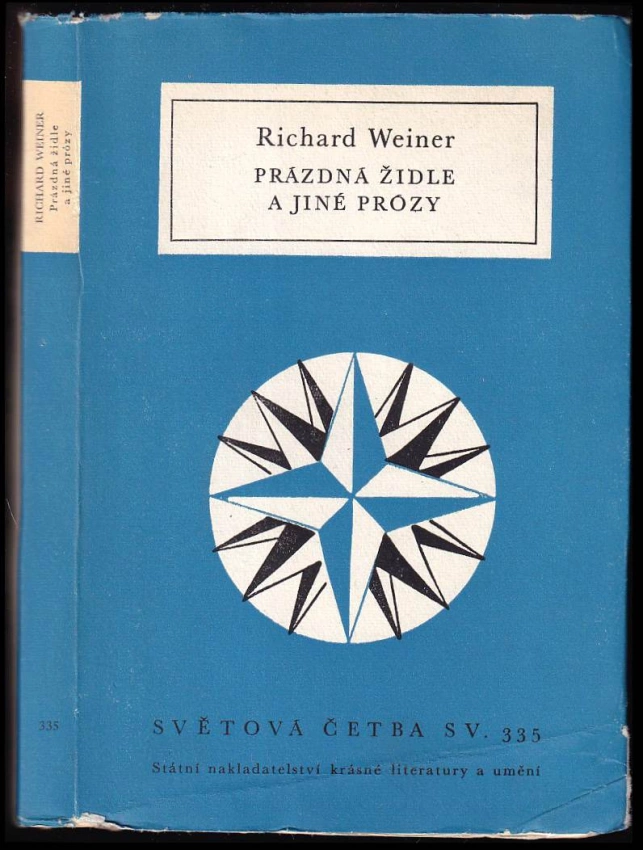 RICHARD WEINER
Prázdná židle
a jiné prózy
335
Richard Weiner
PRÁZDNÁ ŽIDLE
A JINÉ PRÓZY
SVĚTOVÁ ČETBA SV. 335
Státní nakladatelství krásné literatury a umění